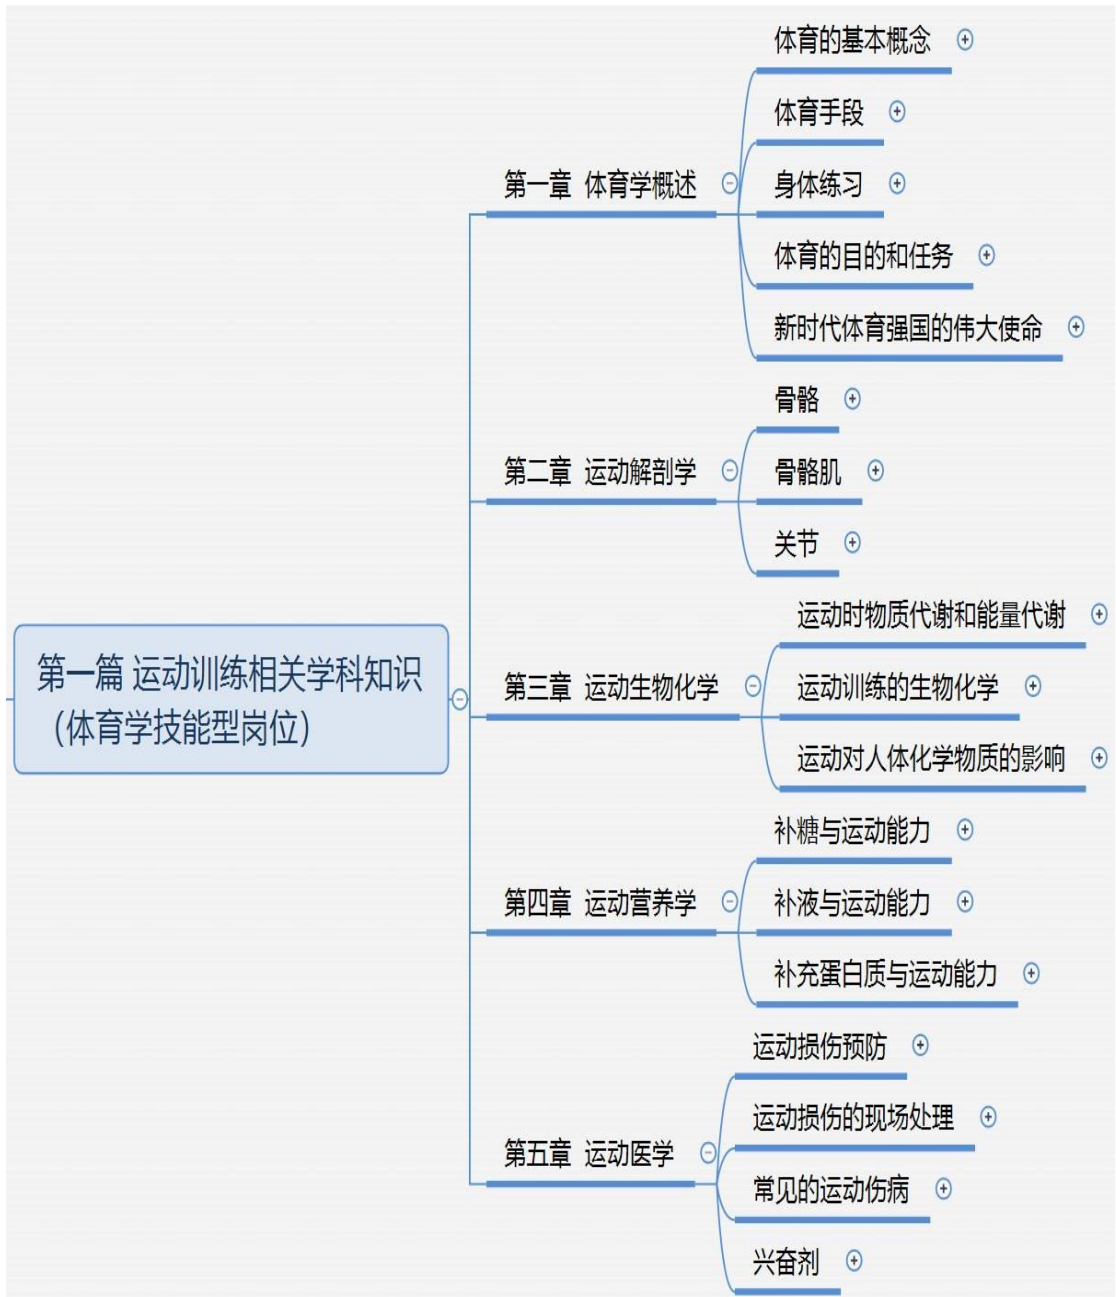 第一篇 运动训练相关学科知识
（体育学技能型岗位）
第一章 体育学概述
体育的基本概念
体育手段
身体练习
体育的目的和任务
新时代体育强国的伟大使命
第二章 运动解剖学
骨骼
骨骼肌
关节
第三章 运动生物化学
运动时物质代谢和能量代谢
运动训练的生物化学
运动对人体化学物质的影响
第四章 运动营养学
补糖与运动能力
补液与运动能力
补充蛋白质与运动能力
第五章 运动医学
运动损伤预防
运动损伤的现场处理
常见的运动伤病
兴奋剂